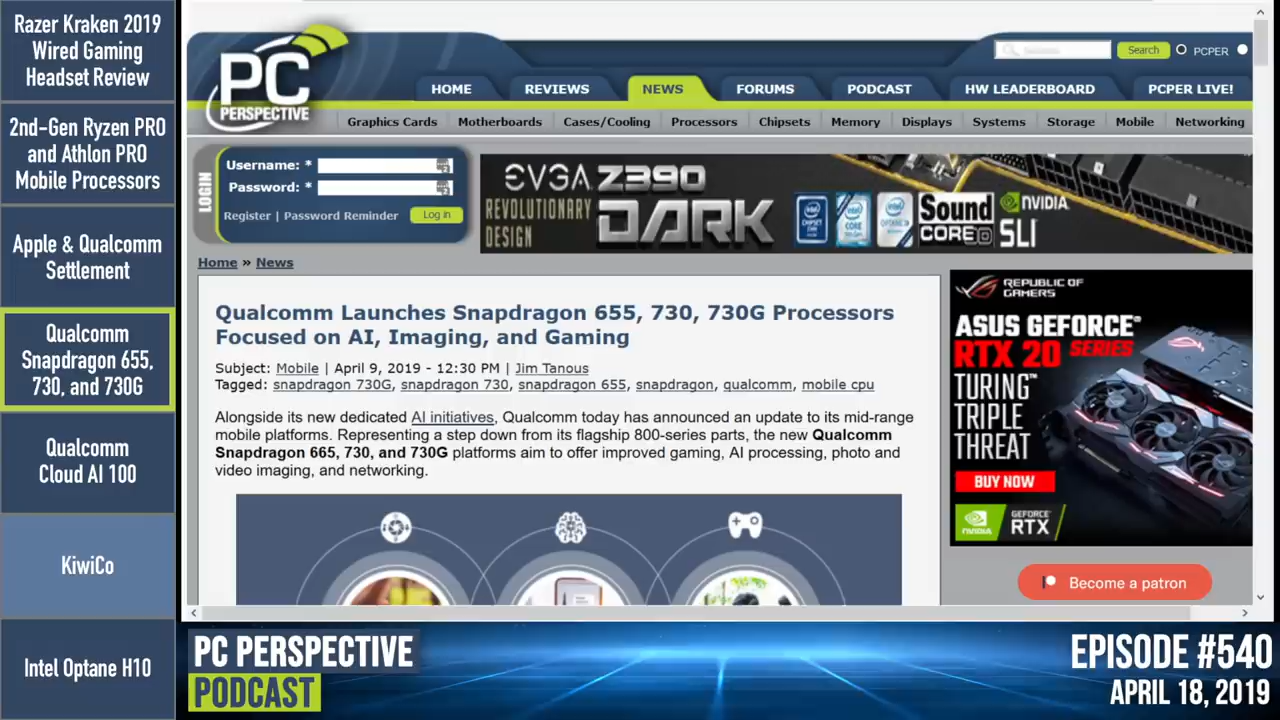 Razer Kraken 2019
Wired Gaming
Headset Review
2nd-Gen Ryzen PRO
and Athlon PRO
Mobile Processors
Apple & Qualcomm
Settlement
Qualcomm
Snapdragon 655,
730, and 730G
Qualcomm
Cloud AI 100
KiwiCo
Intel Optane H10
PC
PERSPECTIVE
Search
PCPER
HOME
REVIEWS
NEWS
FORUMS
PODCAST
HW LEADERBOARD
PCPER LIVE!
Graphics Cards
Motherboards
Cases/Cooling
Processors
Chipsets
Memory
Displays
Systems
Storage
Mobile
Networking
LOGIN
Username: *
Password: *
Register | Password Reminder
Log in
EVGA Z390
REVOLUTIONARY
DESIGN
DARK
Sound
CORE3D
NVIDIA
SLI
Home » News
Qualcomm Launches Snapdragon 655, 730, 730G Processors
Focused on AI, Imaging, and Gaming
Subject: Mobile | April 9, 2019 - 12:30 PM | Jim Tanous
Tagged: snapdragon 730G, snapdragon 730, snapdragon 655, snapdragon, qualcomm, mobile cpu
Alongside its new dedicated AI initiatives, Qualcomm today has announced an update to its mid-range
mobile platforms. Representing a step down from its flagship 800-series parts, the new Qualcomm
Snapdragon 665, 730, and 730G platforms aim to offer improved gaming, AI processing, photo and
video imaging, and networking.
REPUBLIC OF
GAMERS
ASUS GEFORCE®
RTX 20 SERIES
TURING™
TRIPLE
THREAT
BUY NOW
NVIDIA
GEFORCE
RTX
Become a patron
PC PERSPECTIVE
PODCAST
EPISODE #540
APRIL 18, 2019